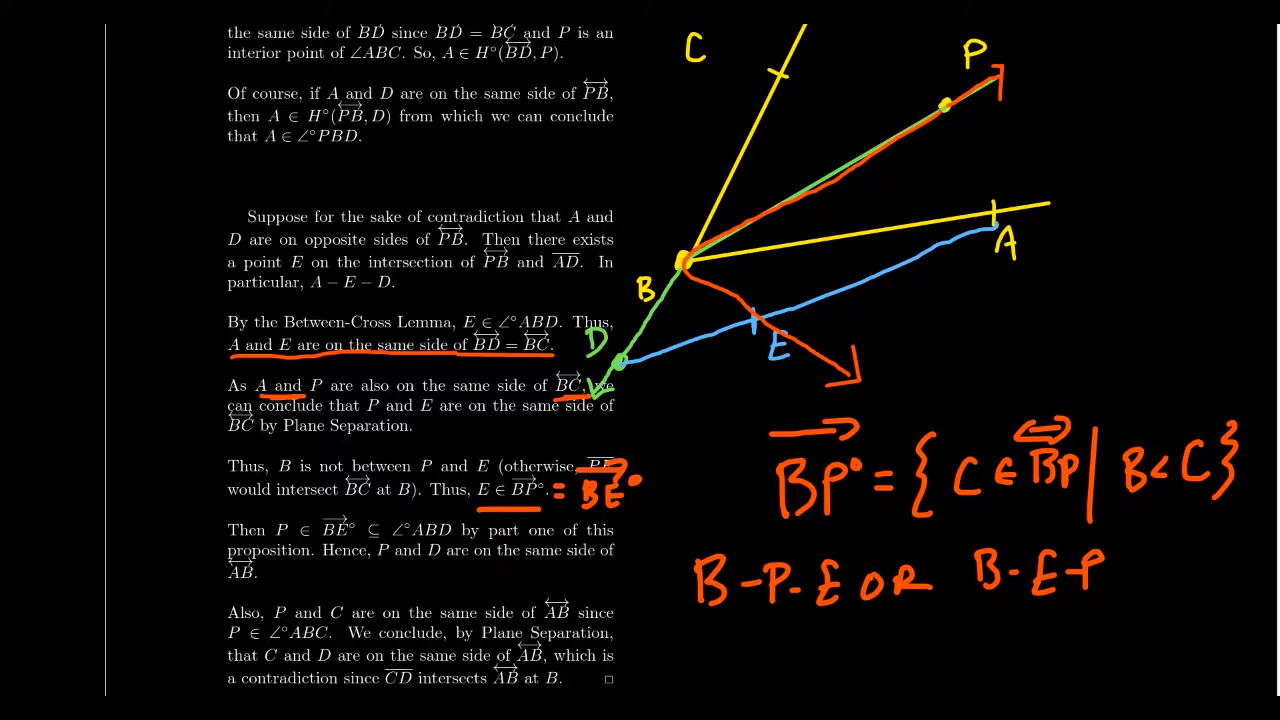 the same side of BD since BD = BC and P is an
interior point of ∠ABC. So, A ∈ H°(BD, P).
Of course, if A and D are on the same side of PB,
then A ∈ H°(PB, D) from which we can conclude
that A ∈ ∠°PBD.
Suppose for the sake of contradiction that A and
D are on opposite sides of PB. Then there exists
a point E on the intersection of PB and AD. In
particular, A − E − D.
By the Between-Cross Lemma, E ∈ ∠°ABD. Thus,
A and E are on the same side of BD = BC.
As A and P are also on the same side of BC, we
can conclude that P and E are on the same side of
BC by Plane Separation.
Thus, B is not between P and E (otherwise, PE
would intersect BC at B). Thus, E ∈ BP°. = BE°
Then P ∈ BE° ⊆ ∠°ABD by part one of this
proposition. Hence, P and D are on the same side of
AB.
Also, P and C are on the same side of AB since
P ∈ ∠°ABC. We conclude, by Plane Separation,
that C and D are on the same side of AB, which is
a contradiction since CD intersects AB at B. □
C
P
A
B
D
E
BP° = { C ∈ BP | B < C }
B - P - E OR B - E - P